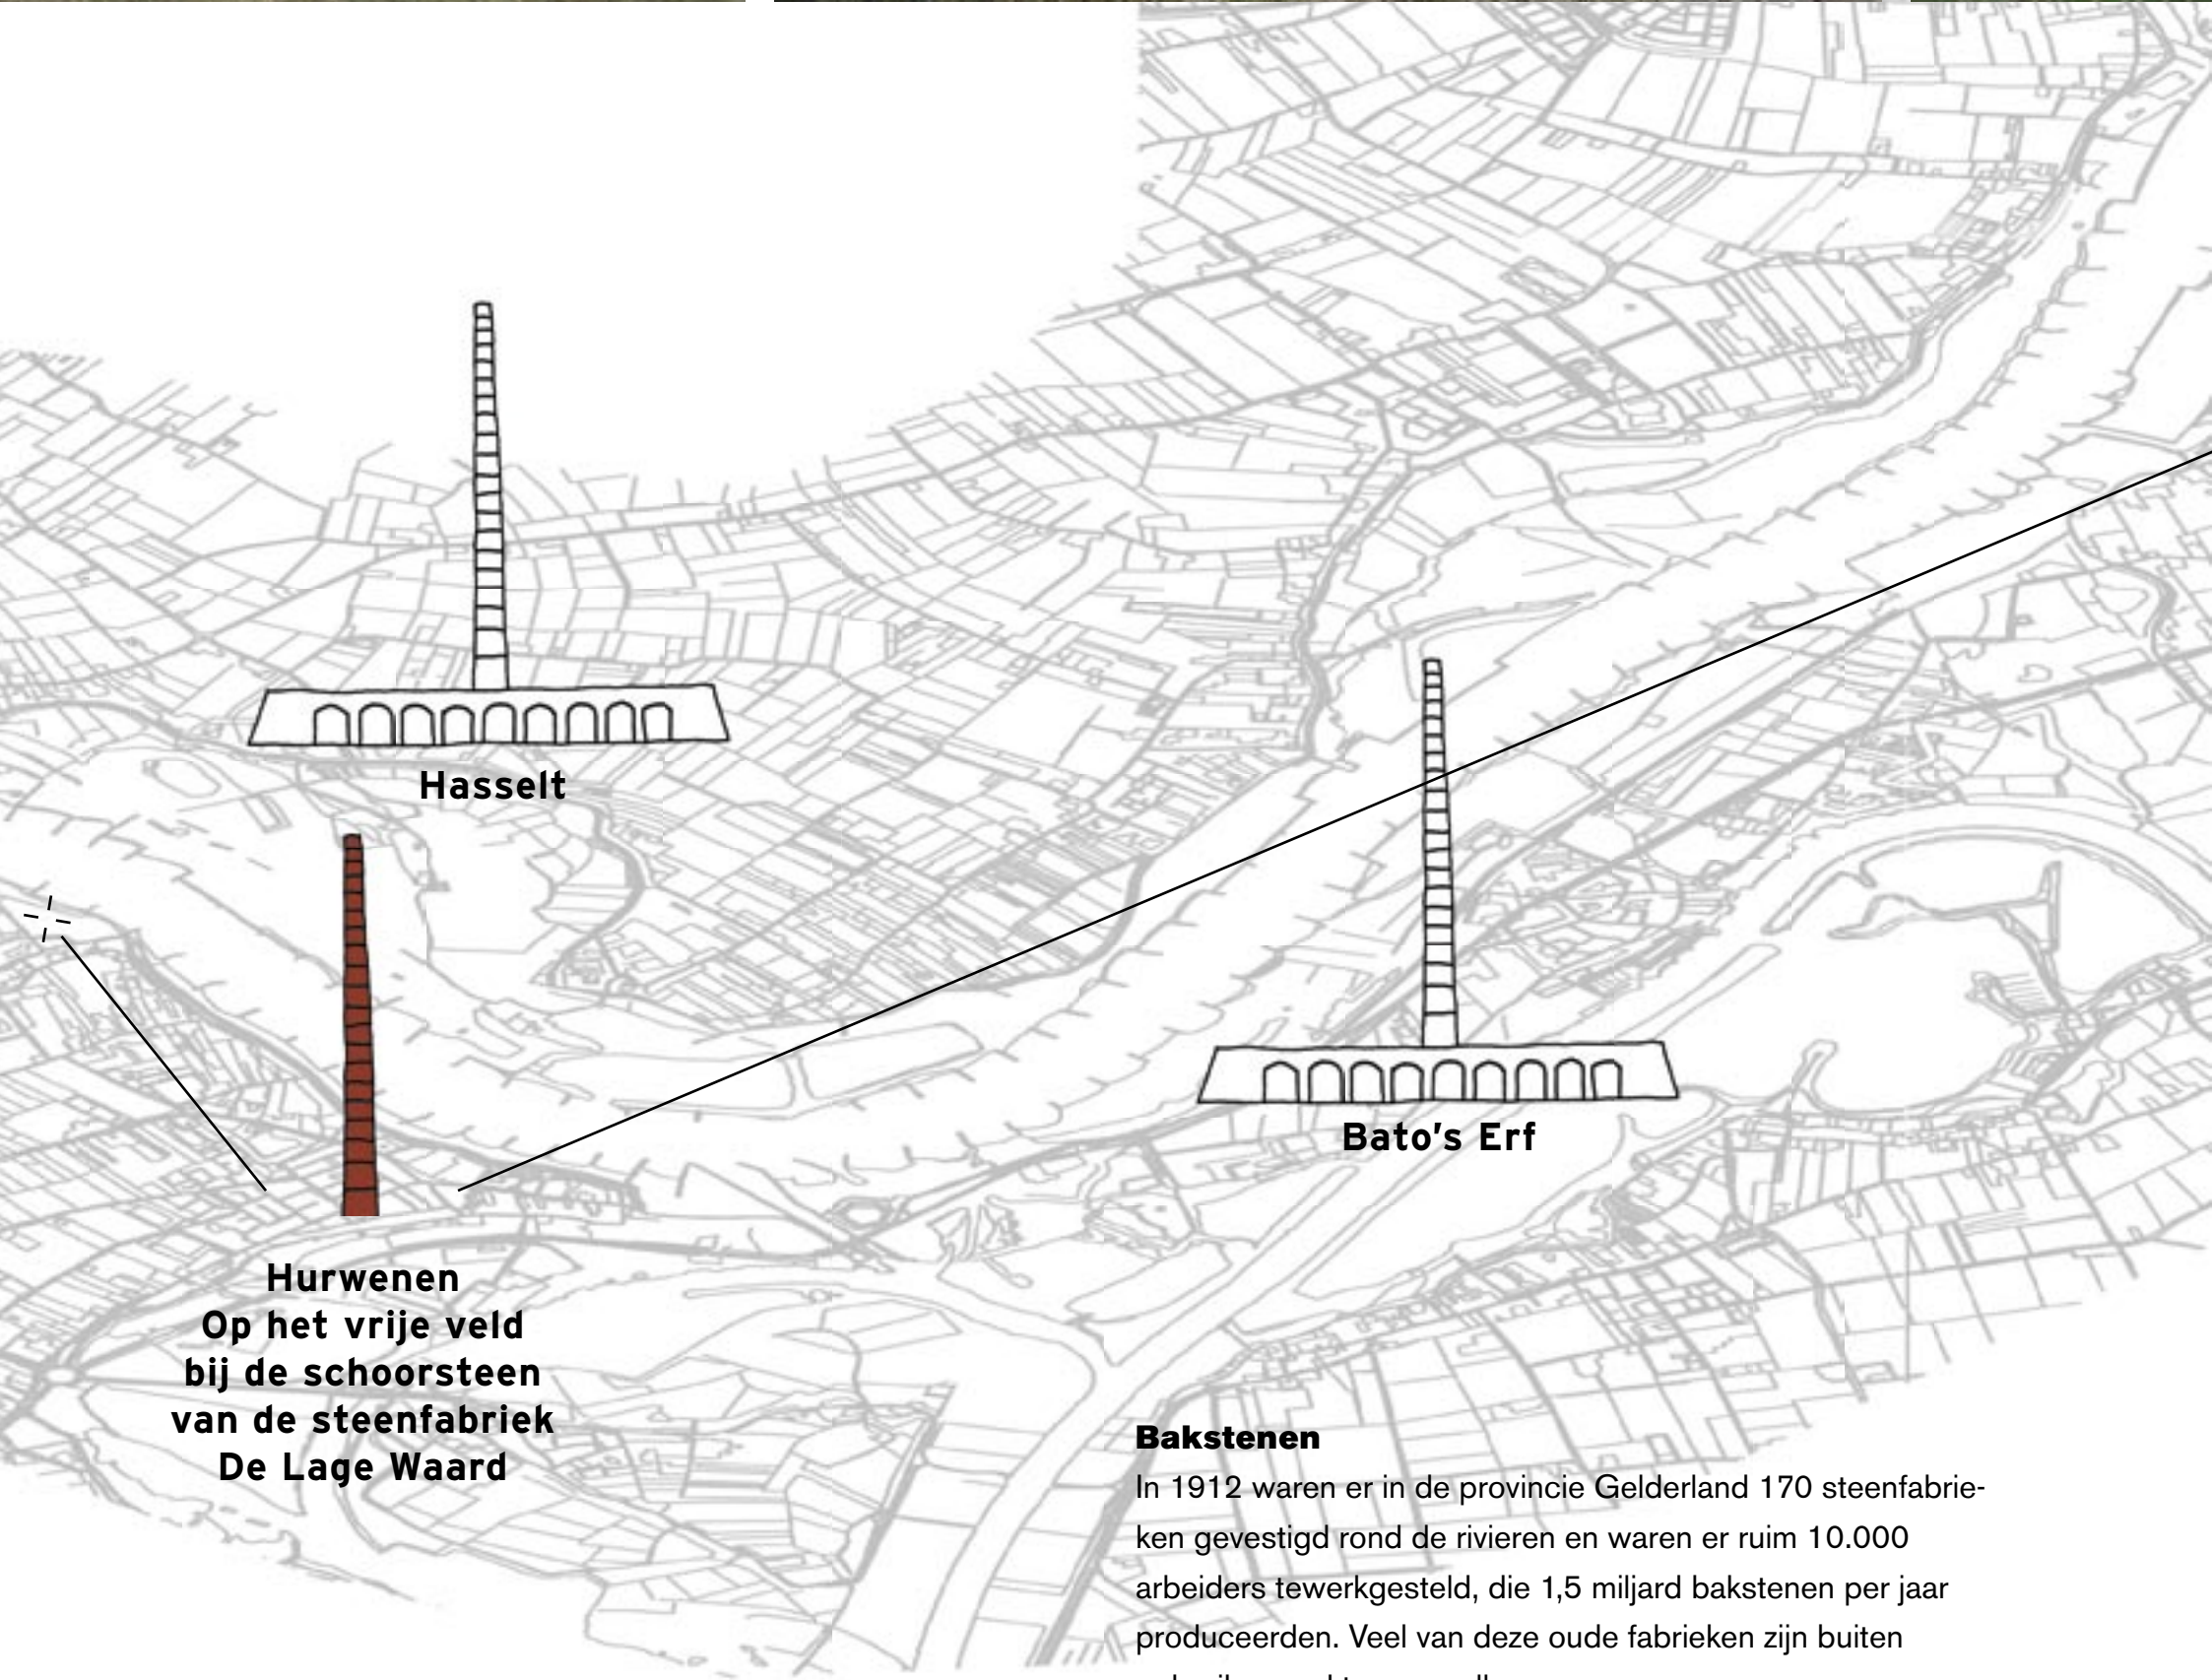 Hasselt
Bato's Erf
Hurwenen
Op het vrije veld
bij de schoorsteen
van de steenfabriek
De Lage Waard
Bakstenen
In 1912 waren er in de provincie Gelderland 170 steenfabrie-
ken gevestigd rond de rivieren en waren er ruim 10.000
arbeiders tewerkgesteld, die 1,5 miljard bakstenen per jaar
produceerden. Veel van deze oude fabrieken zijn buiten